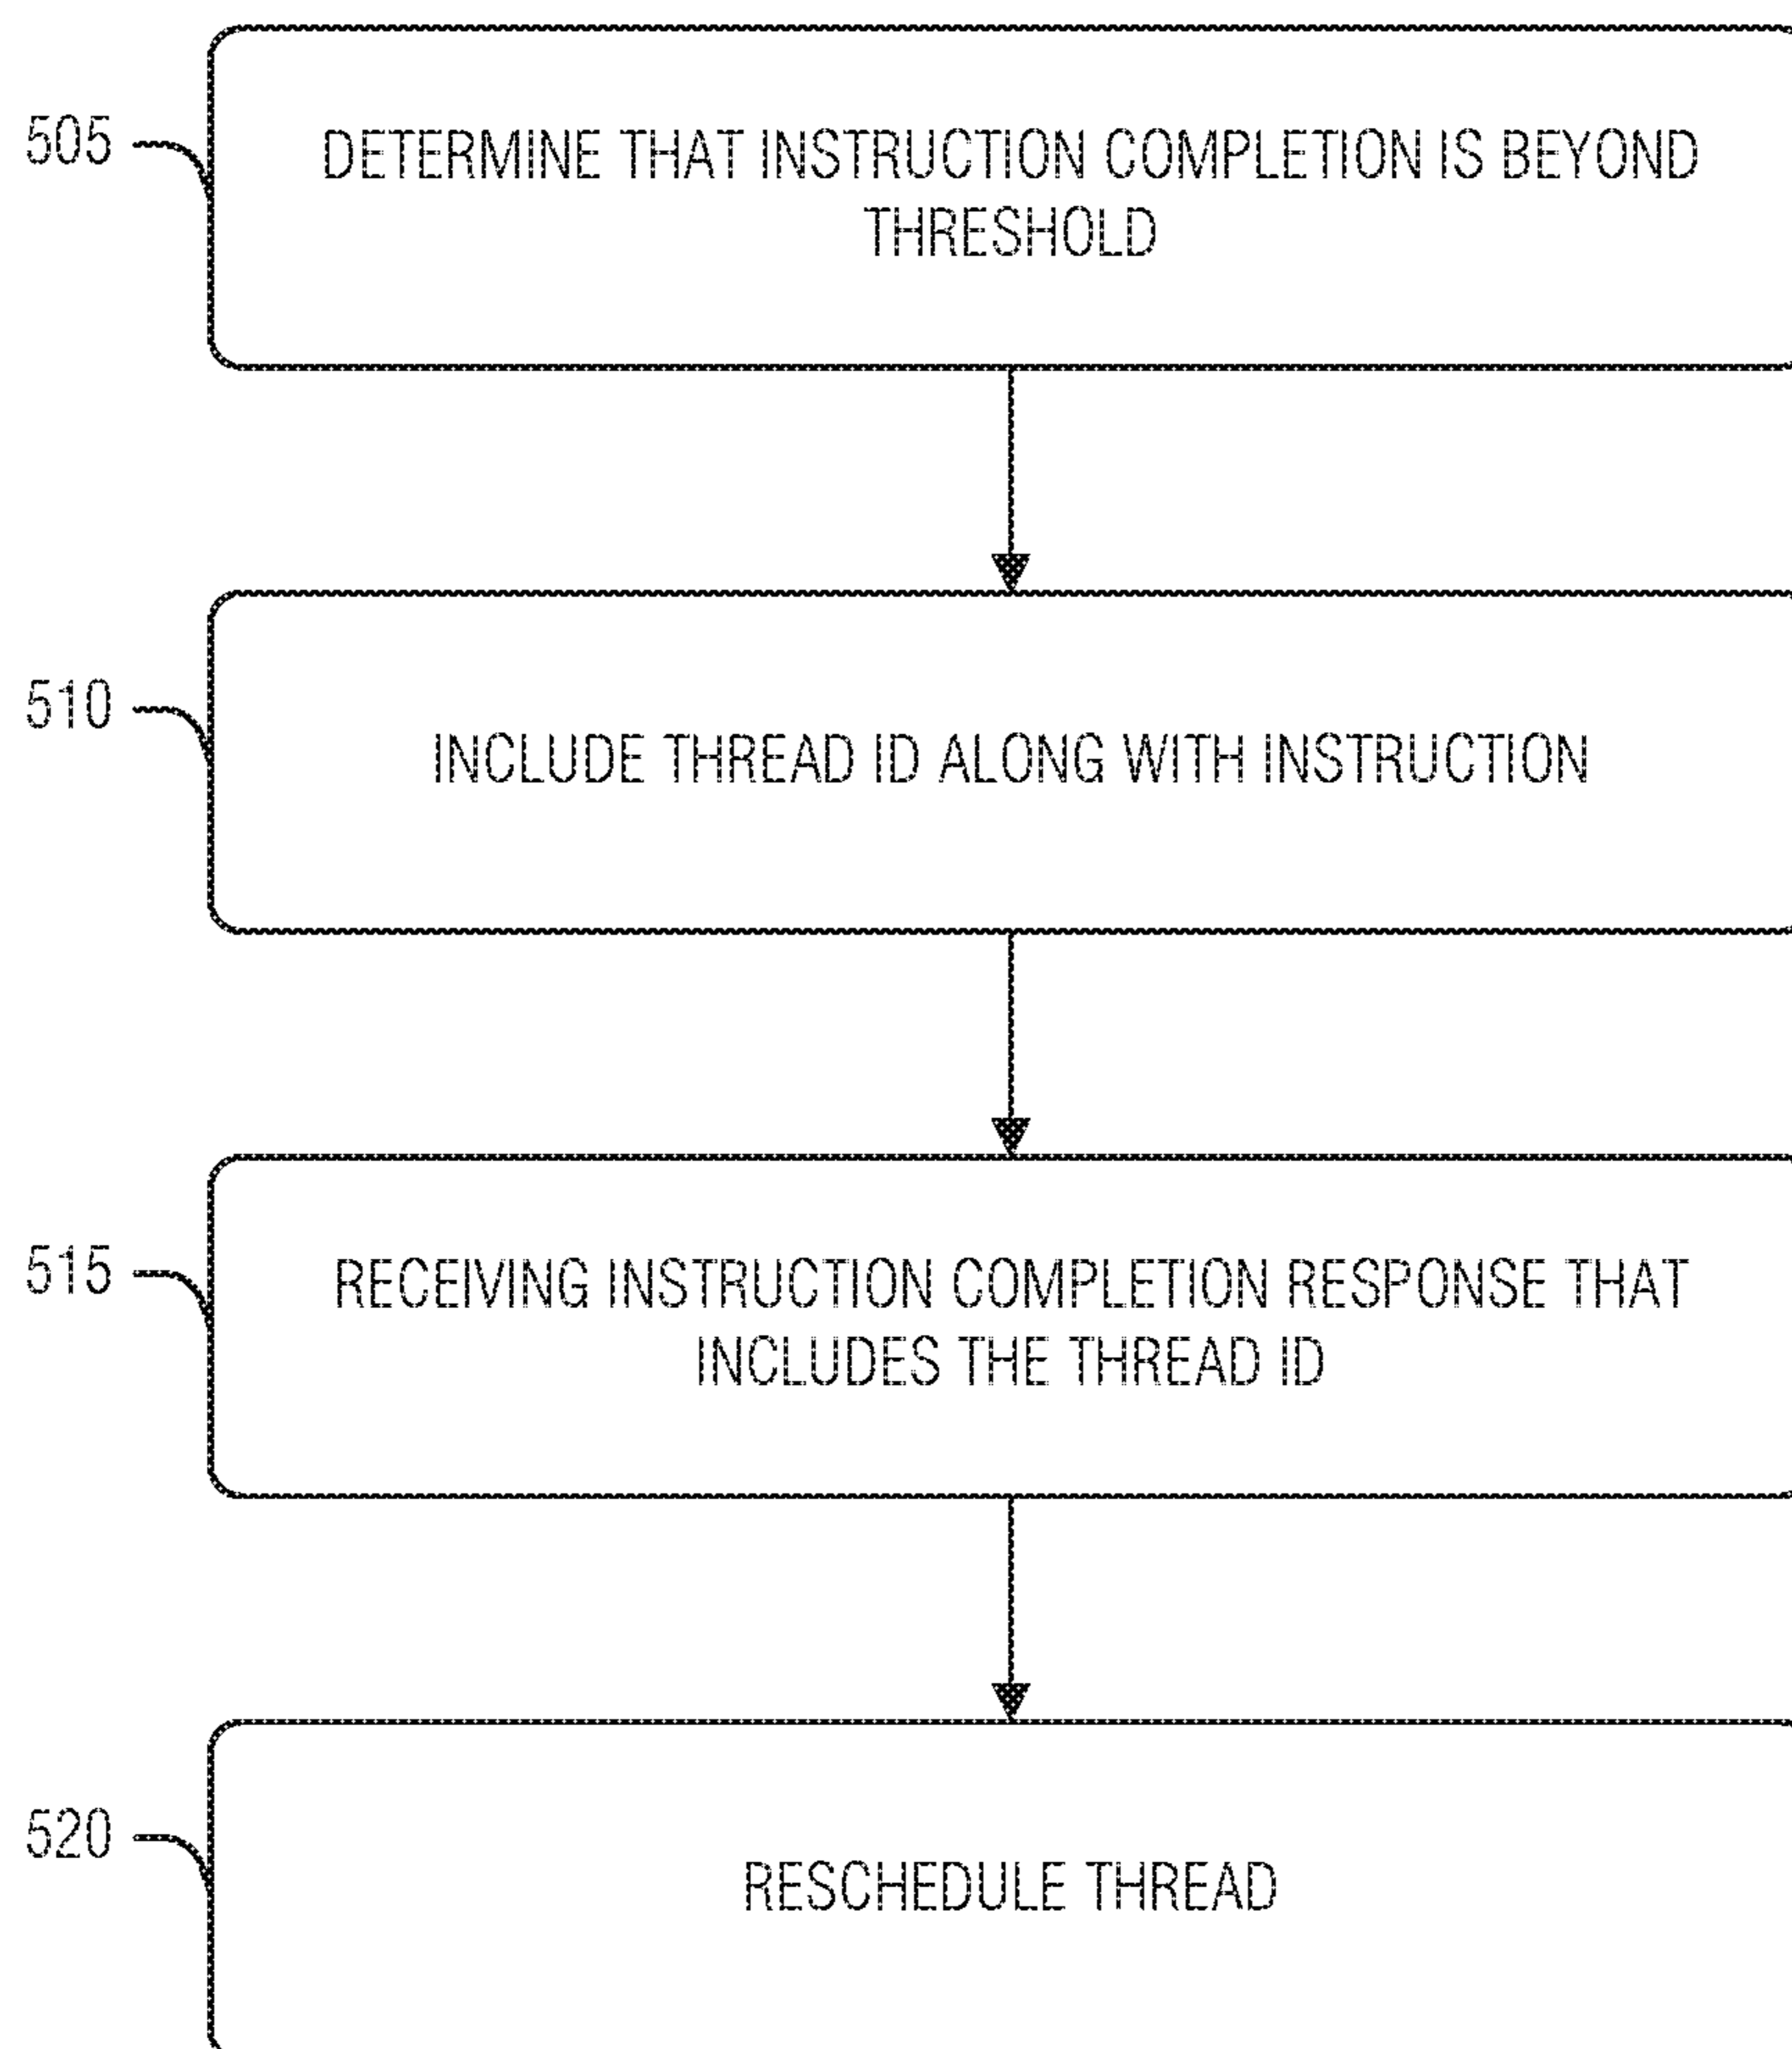 505
DETERMINE THAT INSTRUCTION COMPLETION IS BEYOND
THRESHOLD
510
INCLUDE THREAD ID ALONG WITH INSTRUCTION
515
RECEIVING INSTRUCTION COMPLETION RESPONSE THAT
INCLUDES THE THREAD ID
520
RESCHEDULE THREAD